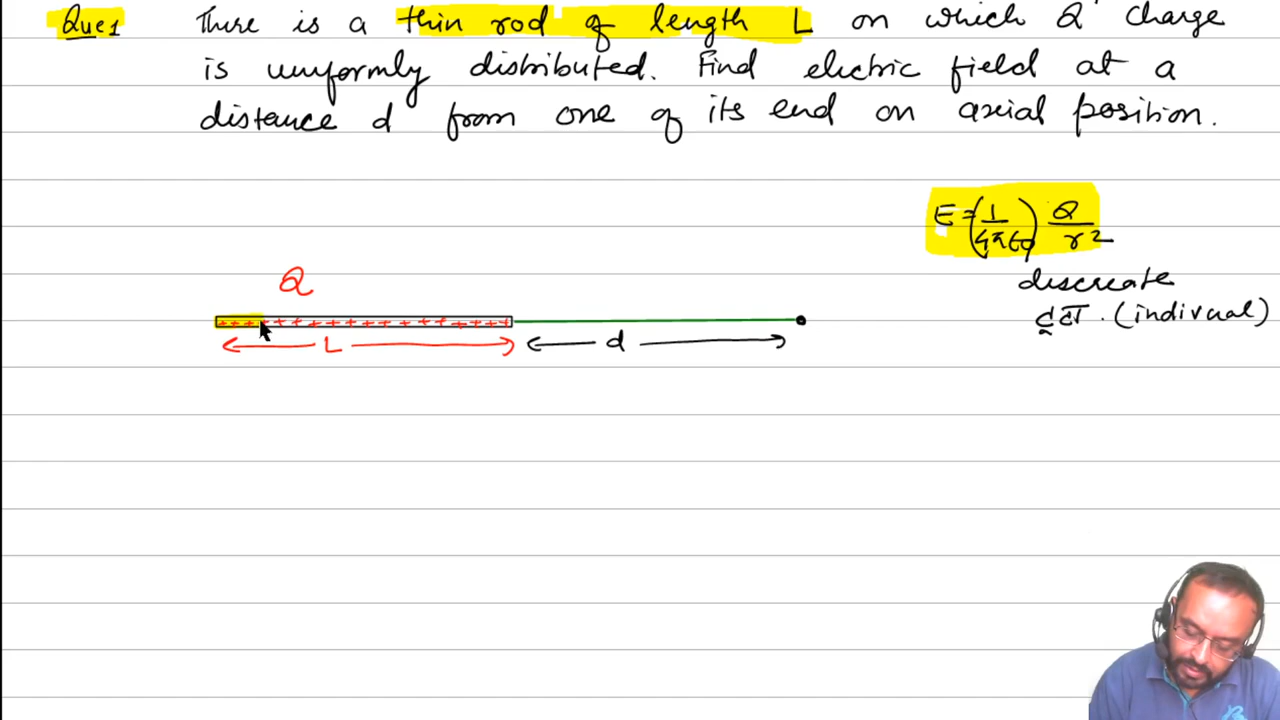 Que1 There is a thin rod of length L on which Q charge
is uniformly distributed. Find electric field at a
distance d from one of its end on axial position.
E = (1/4πϵ0) Q/r2
discreate
(indivual)
Q
+++++++++++++++++++
L
d